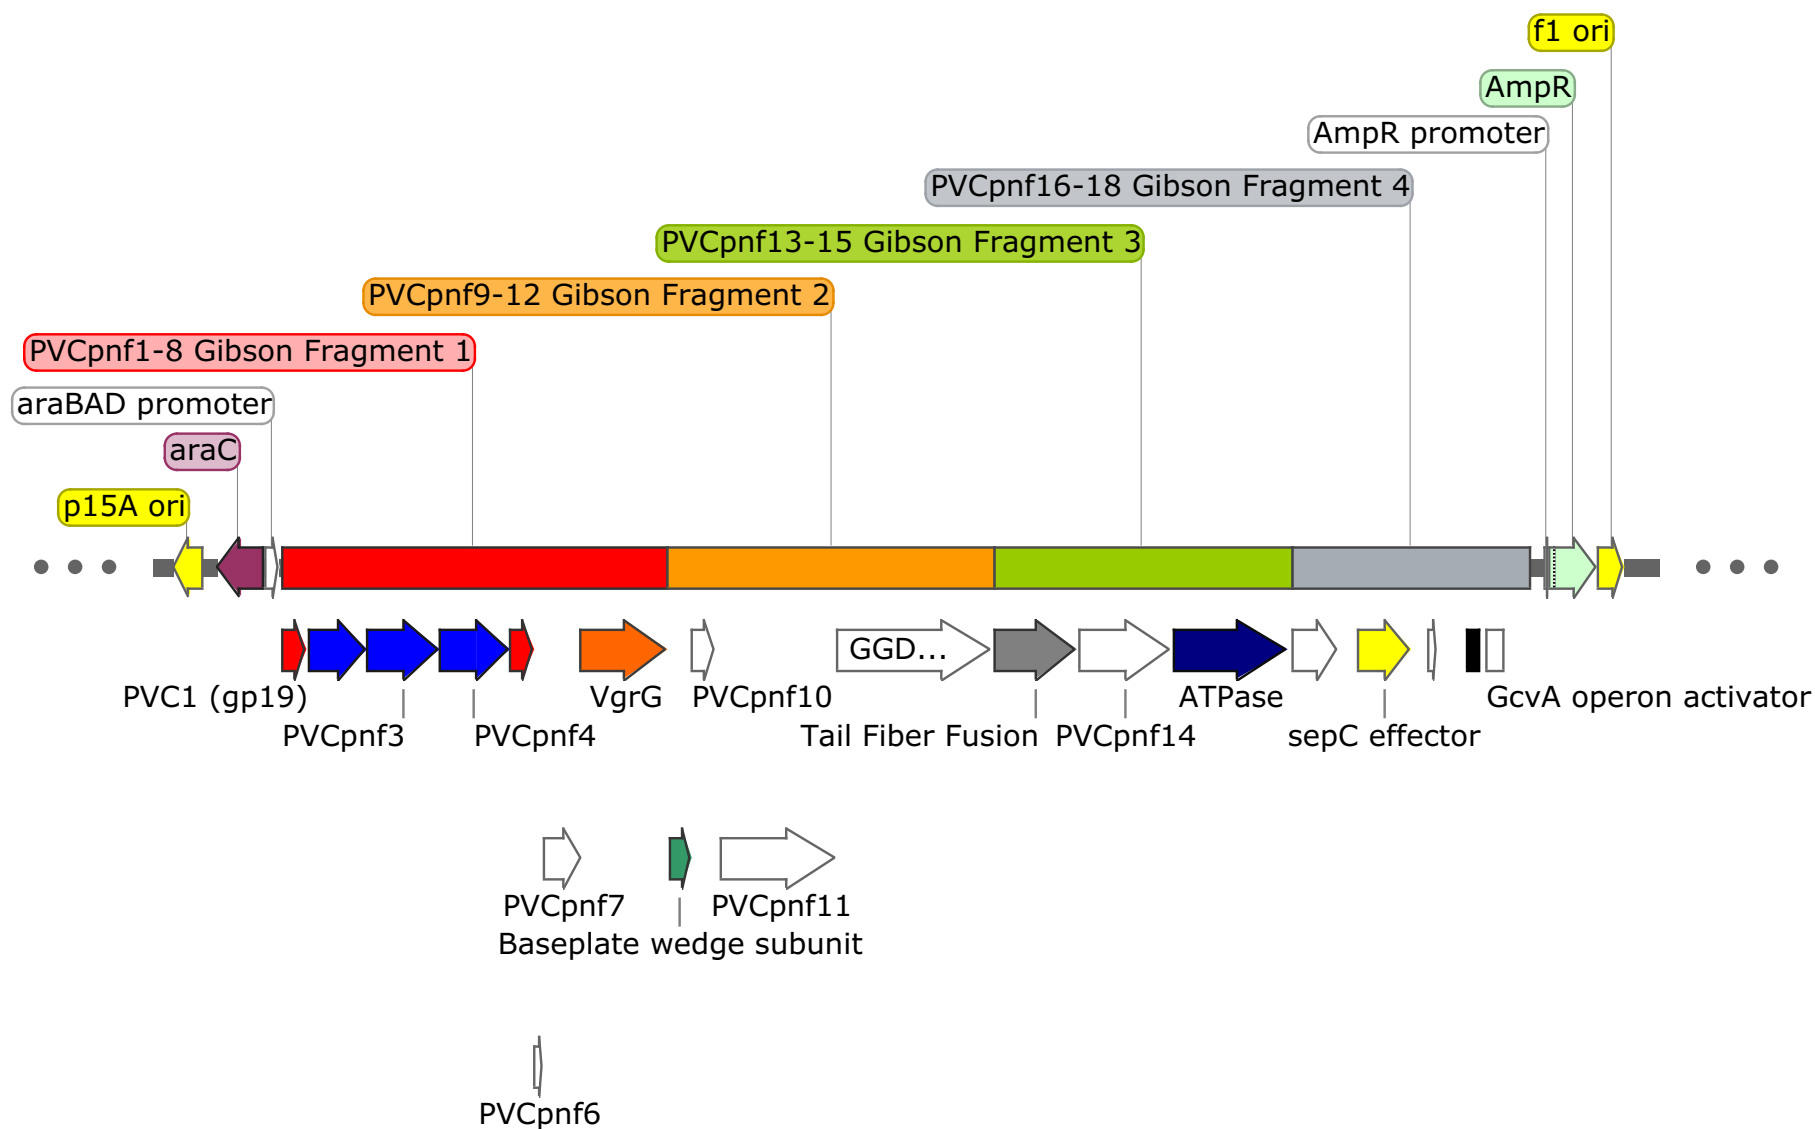 f1 ori
AmpR
AmpR promoter
PVCpnf16-18 Gibson Fragment 4
PVCpnf13-15 Gibson Fragment 3
PVCpnf9-12 Gibson Fragment 2
PVCpnf1-8 Gibson Fragment 1
araBAD promoter
araC
p15A ori
GGD...
PVC1 (gp19)
VgrG
PVCpnf10
ATPase
GcvA operon activator
PVCpnf3
PVCpnf4
Tail Fiber Fusion
PVCpnf14
sepC effector
PVCpnf7
PVCpnf11
Baseplate wedge subunit
PVCpnf6